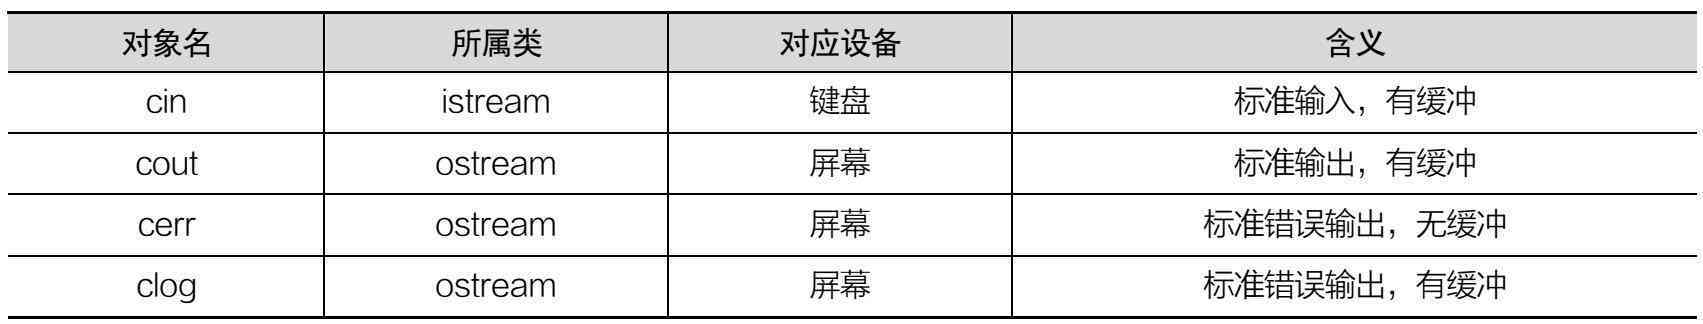 对象名 所属类 对应设备 含义
cin istream 键盘 标准输入，有缓冲
cout ostream 屏幕 标准输出，有缓冲
cerr ostream 屏幕 标准错误输出，无缓冲
clog ostream 屏幕 标准错误输出，有缓冲